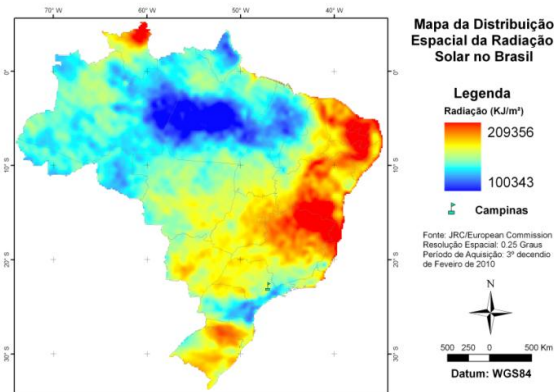 70° W 60° W 50° W 40° W
0°
10° S
20° S
30° S
0°
10° S
20° S
30° S
Mapa da Distribuição
Espacial da Radiação
Solar no Brasil
Legenda
Radiação (KJ/m²)
209356
100343
Campinas
Fonte: JRC/European Commission
Resolução Espacial: 0.25 Graus
Período de Aquisição: 3º decendio
de Feveiro de 2010
N
500 250 0 500 Km
Datum: WGS84